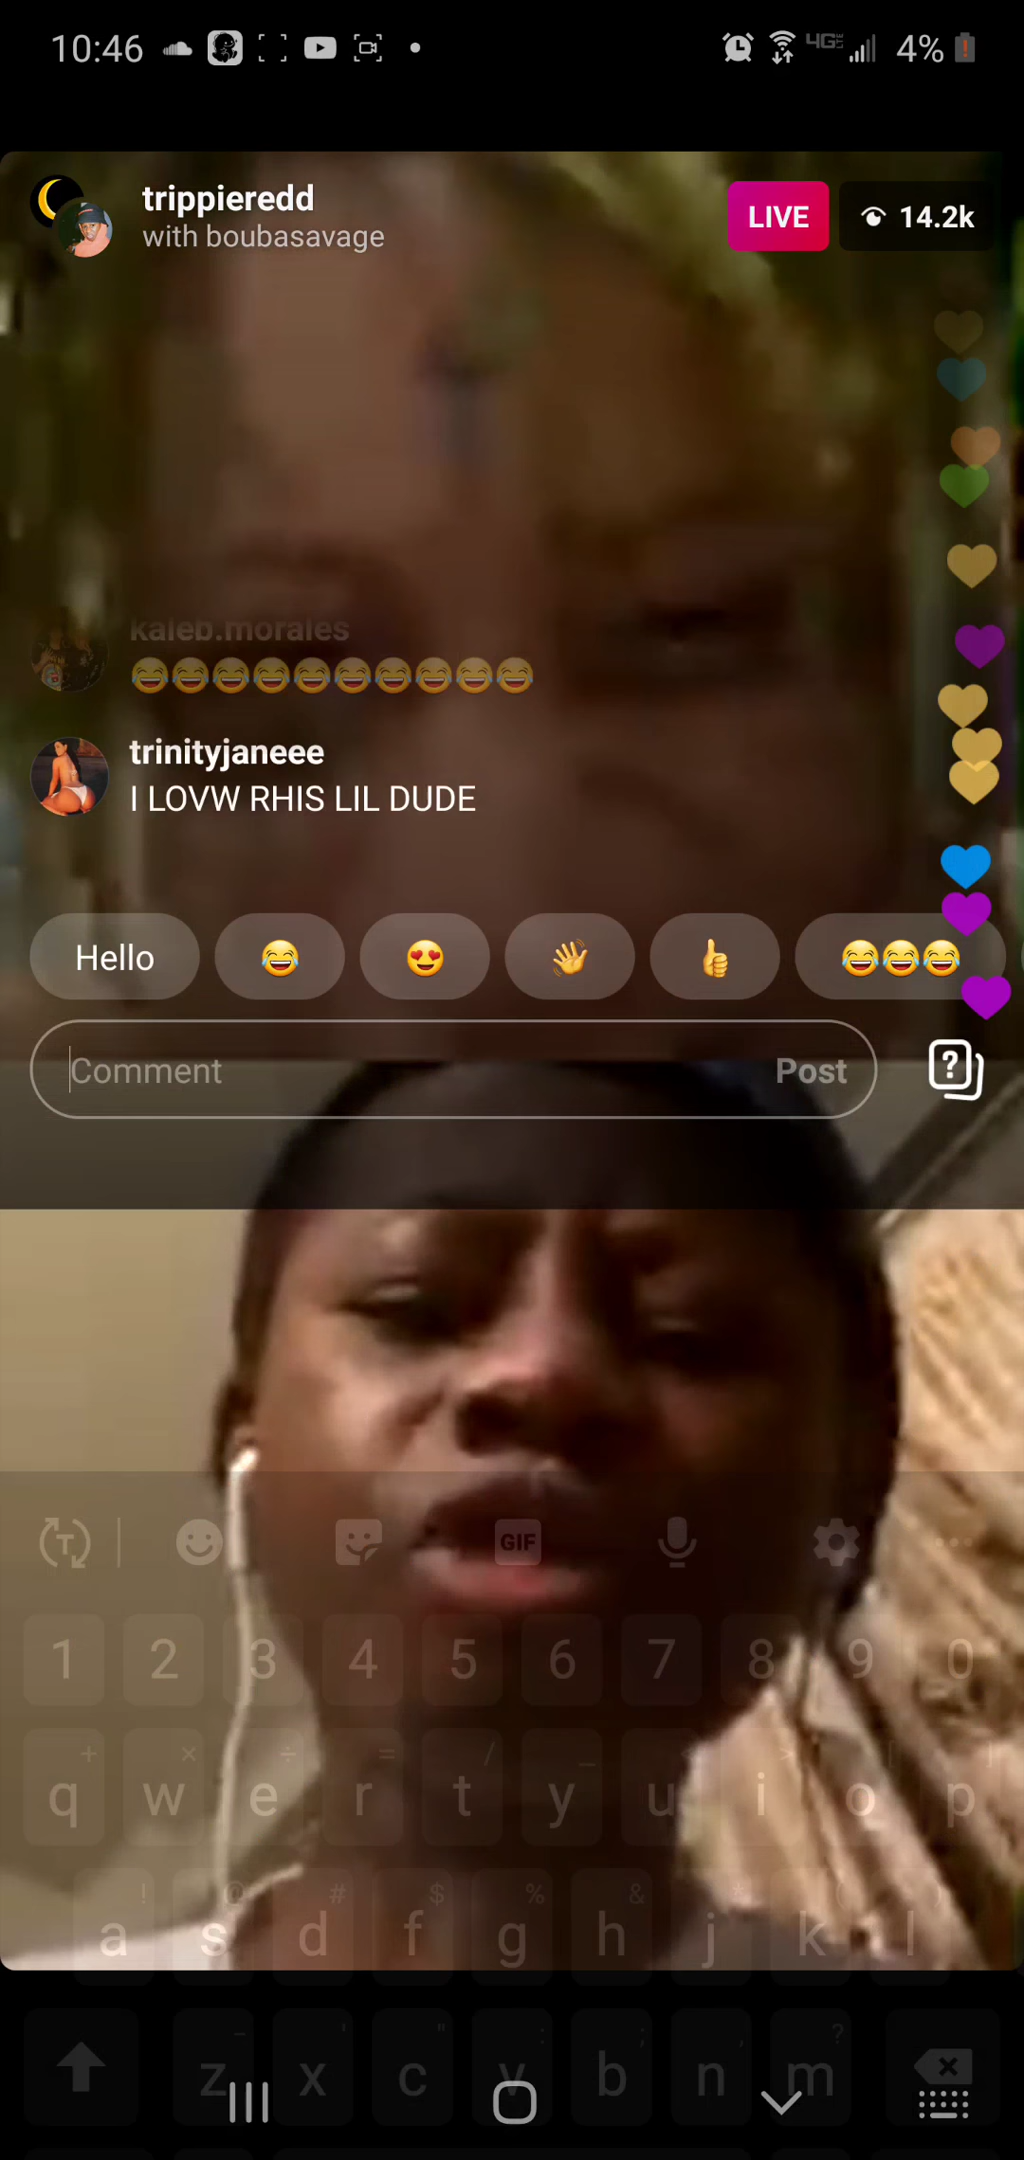 10:46
4G
4%
trippieredd
with boubasavage
LIVE
14.2k
kaleb.morales
😂😂😂😂😂😂😂😂😂😂
trinityjaneee
I LOVW RHIS LIL DUDE
Hello
😂 😍 👋 👍 😂😂😂
Comment
Post
GIF
1 2 3 4 5 6 7 8 9 0
+ × ÷ = / _ < > [ ]
q w e r t y u i o p
! @ # $ % & * ( )
a s d f g h j k l
- ' " : ; , ?
z x c v b n m